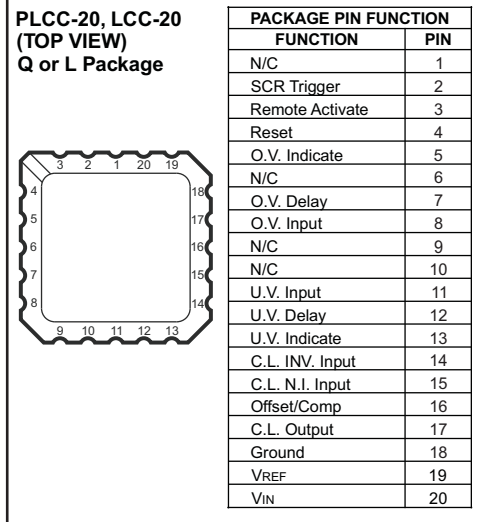 PLCC-20, LCC-20
(TOP VIEW)
Q or L Package
3 2 1 20 19
4 18
5 17
6 16
7 15
8 14
9 10 11 12 13
PACKAGE PIN FUNCTION
FUNCTION PIN
N/C 1
SCR Trigger 2
Remote Activate 3
Reset 4
O.V. Indicate 5
N/C 6
O.V. Delay 7
O.V. Input 8
N/C 9
N/C 10
U.V. Input 11
U.V. Delay 12
U.V. Indicate 13
C.L. INV. Input 14
C.L. N.I. Input 15
Offset/Comp 16
C.L. Output 17
Ground 18
VREF 19
VIN 20